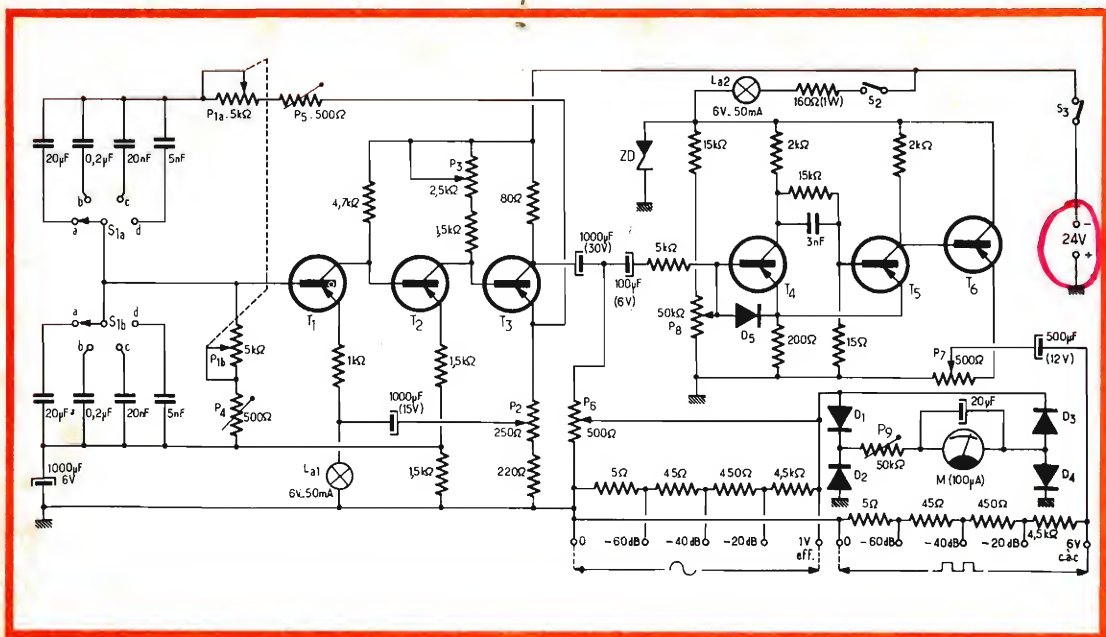 P1a . 5kΩ
P5 . 500Ω
20µF
0,2µF
20nF
5nF
a
b
c
d
S1a
P3
2,5kΩ
4,7kΩ
1,5kΩ
80Ω
1000µF
(30V)
100µF
(6V)
5kΩ
La2
6V_50mA
160Ω(1W)
S2
S3
ZD
15kΩ
2kΩ
15kΩ
3nF
2kΩ
24V
-
+
T1
T2
T3
T4
T5
T6
a
b
c
d
S1b
20µF
0,2µF
20nF
5nF
P1b
5kΩ
P4
500Ω
1000µF
6V
1kΩ
1,5kΩ
1000µF
(15V)
P2
250Ω
La1
6V_50mA
1,5kΩ
220Ω
50kΩ
P8
D5
200Ω
15Ω
P7
500Ω
500µF
(12V)
P6
500Ω
D1
D2
P9
50kΩ
20µF
M (100µA)
D3
D4
5Ω
45Ω
450Ω
4,5kΩ
5Ω
45Ω
450Ω
4,5kΩ
0
-60dB
-40dB
-20dB
1V
eff.
0
-60dB
-40dB
-20dB
6V
c.à.c